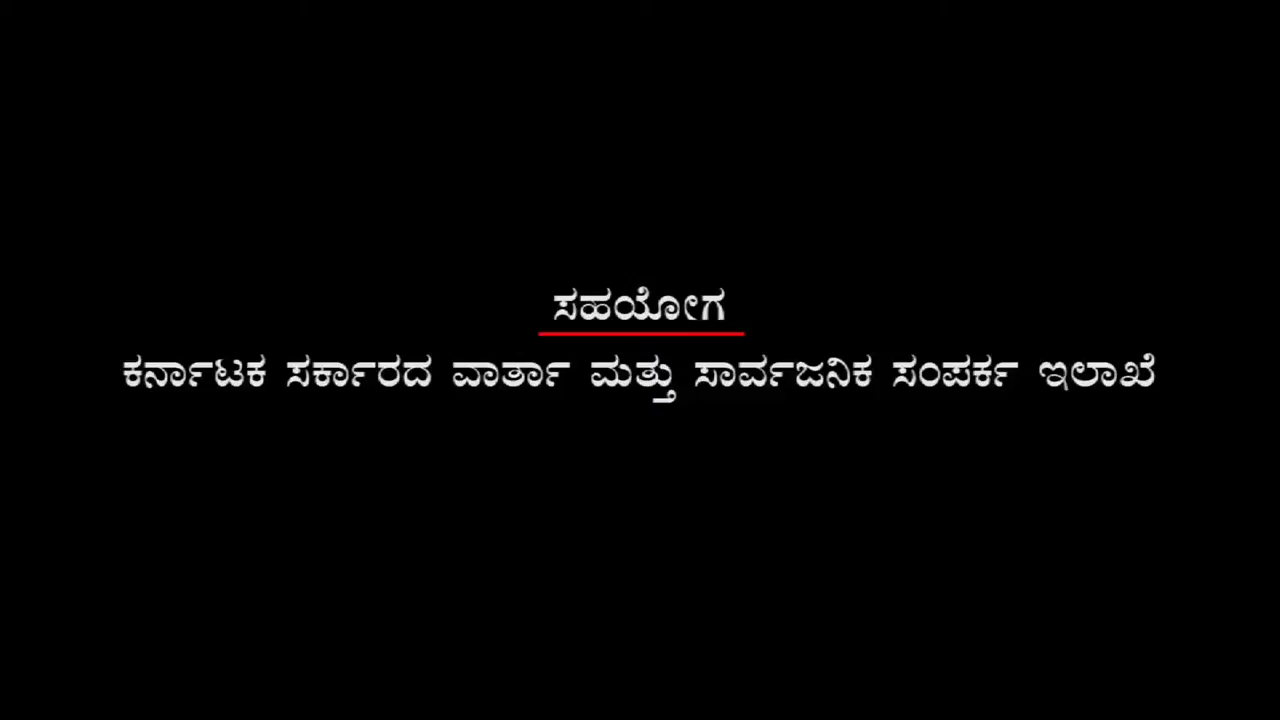 ಸಹಯೋಗ
ಕರ್ನಾಟಕ ಸರ್ಕಾರದ ವಾರ್ತಾ ಮತ್ತು ಸಾರ್ವಜನಿಕ ಸಂಪರ್ಕ ಇಲಾಖೆ